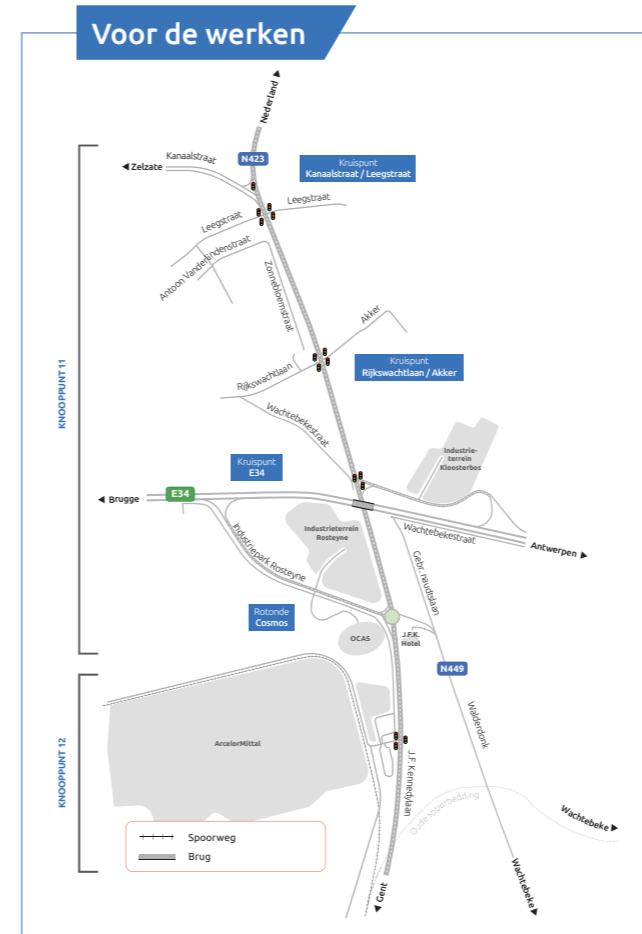 Voor de werken
Nederland
N423
Kanaalstraat
Zelzate
Kruispunt
Kanaalstraat / Leegstraat
Leegstraat
Leegstraat
Antoon Vanderlindenstraat
Zonnebloemstraat
Akker
Kruispunt
Rijkswachtlaan / Akker
Rijkswachtlaan
KNOOPPUNT 11
Wachtebekestraat
Industrie-
terrein
Kloosterbos
Kruispunt
E34
E34
Brugge
Industrieterrein
Rosteyne
Wachtebekestraat
Antwerpen
Industriepark Rosteyne
Gebr. naudtslaan
Rotonde
Cosmos
OCAS
J.F.K.
Hotel
N449
Walderdonk
KNOOPPUNT 12
ArcelorMittal
J.F. Kennedylaan
Oude spoorbedding
Wachtebeke
Spoorweg
Brug
Gent
Wachtebeke